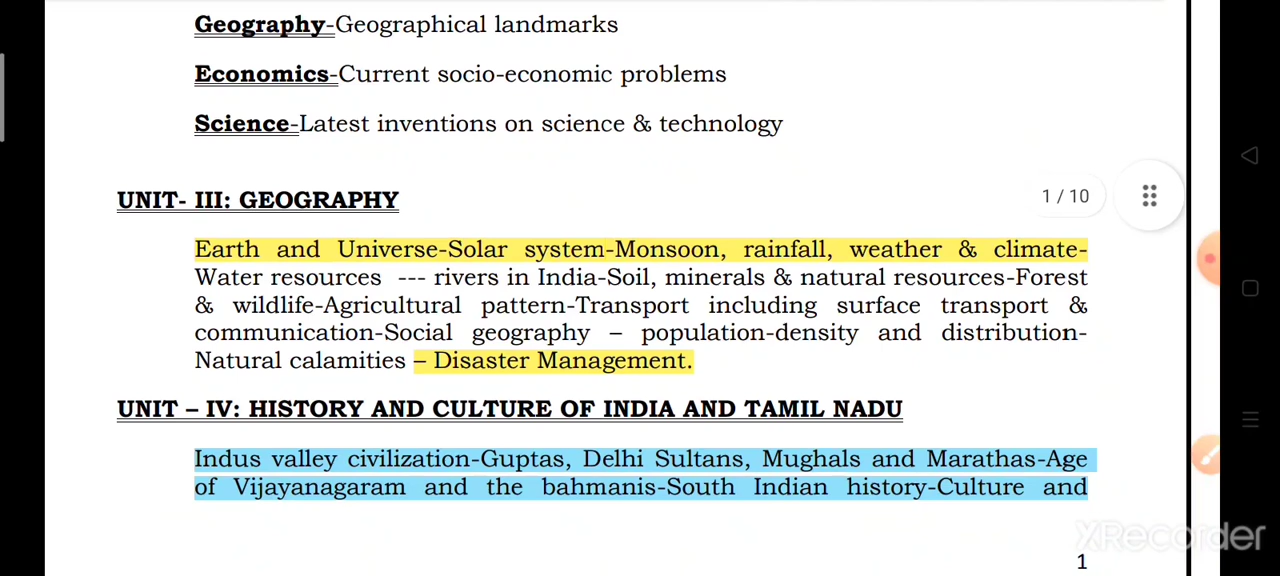 Geography-Geographical landmarks
Economics-Current socio-economic problems
Science-Latest inventions on science & technology
UNIT- III: GEOGRAPHY
1 / 10
Earth and Universe-Solar system-Monsoon, rainfall, weather & climate-
Water resources --- rivers in India-Soil, minerals & natural resources-Forest
& wildlife-Agricultural pattern-Transport including surface transport &
communication-Social geography – population-density and distribution-
Natural calamities – Disaster Management.
UNIT – IV: HISTORY AND CULTURE OF INDIA AND TAMIL NADU
Indus valley civilization-Guptas, Delhi Sultans, Mughals and Marathas-Age
of Vijayanagaram and the bahmanis-South Indian history-Culture and
XRecorder
1